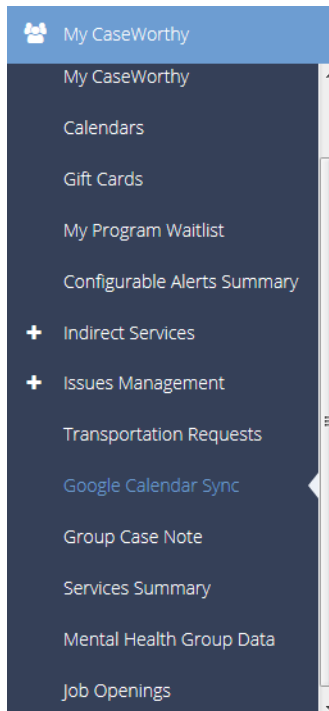 My CaseWorthy
My CaseWorthy
Calendars
Gift Cards
My Program Waitlist
Configurable Alerts Summary
Indirect Services
Issues Management
Transportation Requests
Google Calendar Sync
Group Case Note
Services Summary
Mental Health Group Data
Job Openings